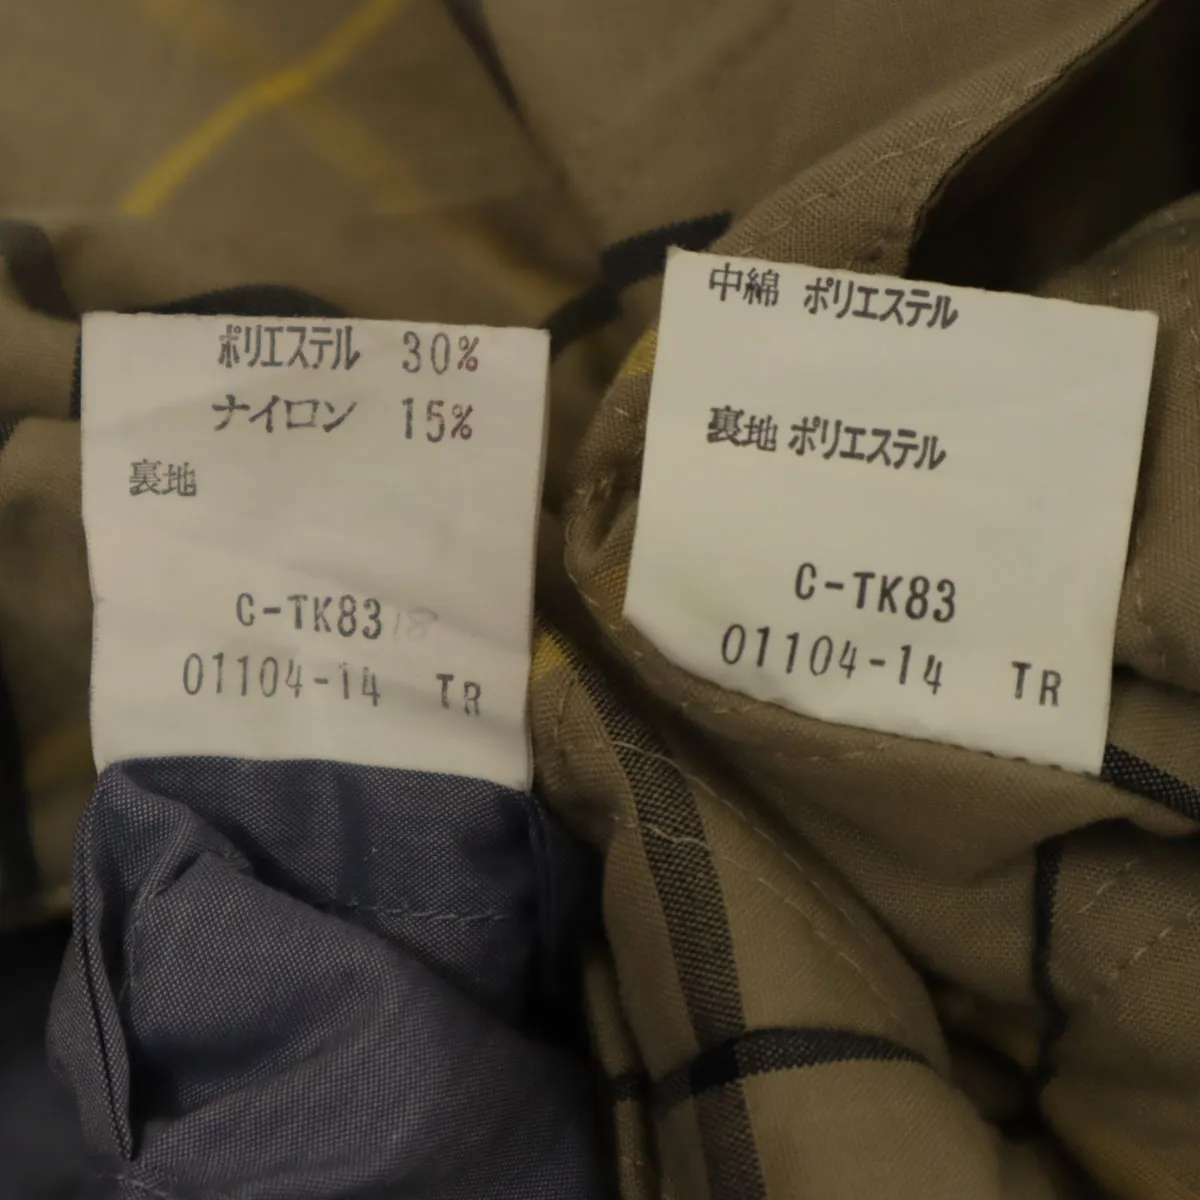 ポリエステル 30%
ナイロン 15%
裏地
C-TK83
01104-14 TR
中綿 ポリエステル
裏地 ポリエステル
C-TK83
01104-14 TR